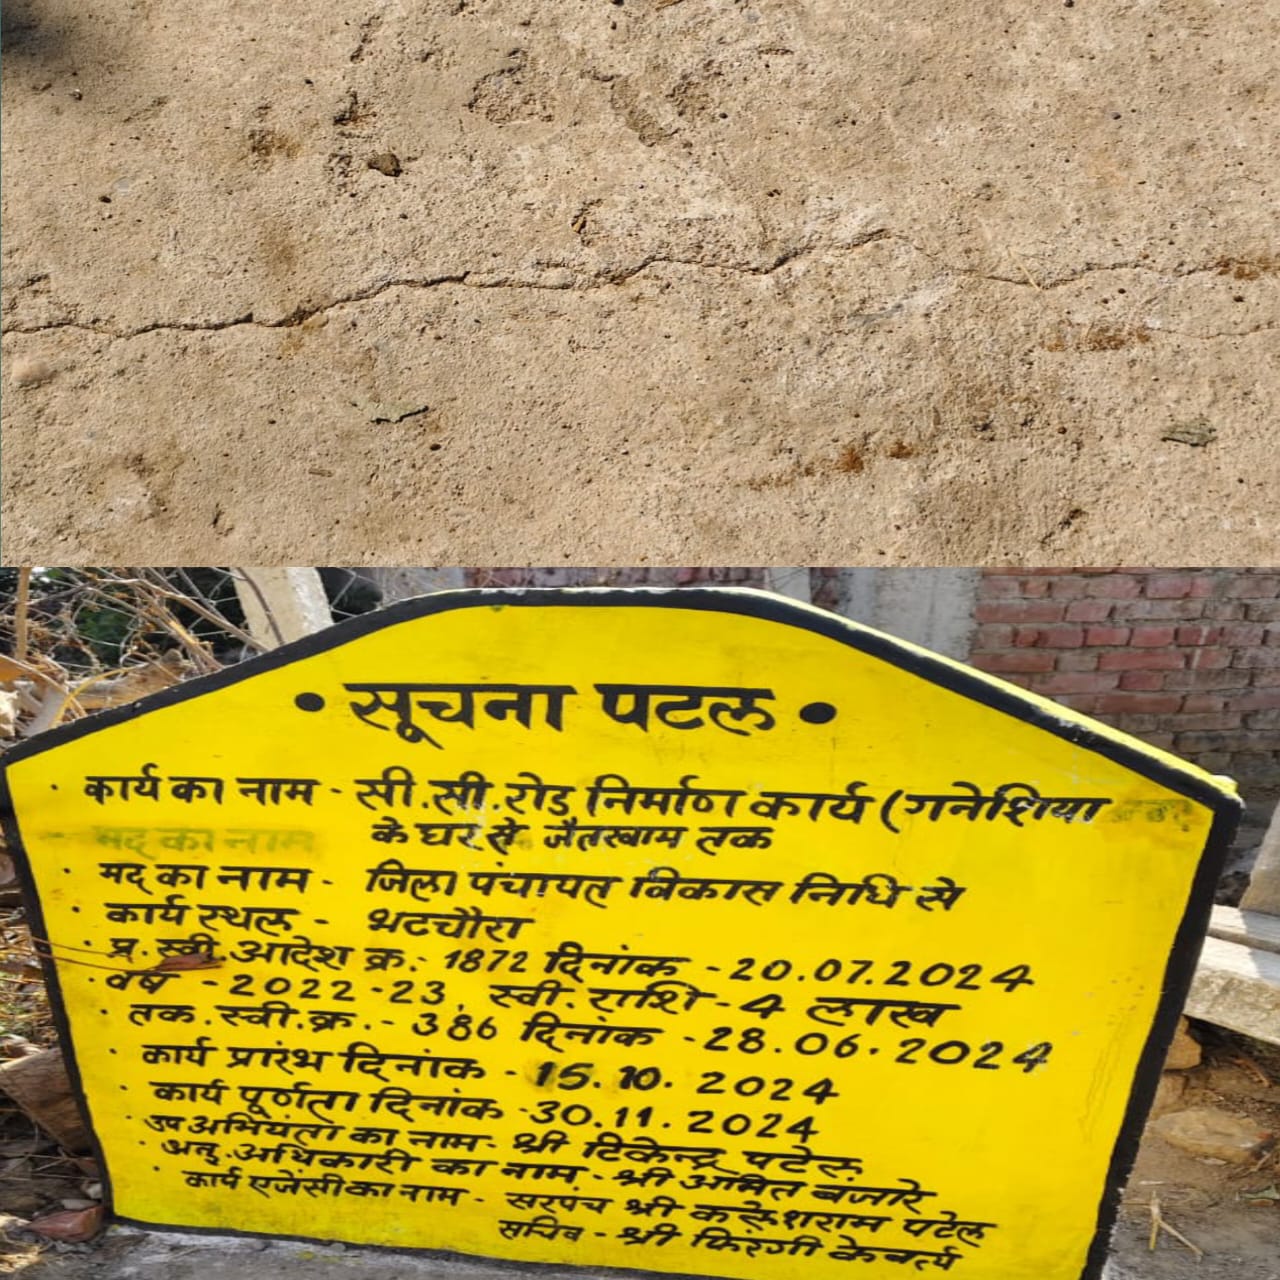 • सूचना पटल •
• कार्य का नाम - सी.सी.रोड निर्माण कार्य (गनेशिया
मद का नाम के घर से जैतखाम तक
• मद का नाम - जिला पंचायत विकास निधि से
• कार्य स्थल - भटचौरा
• प्र. स्वी. आदेश क्र.- 1872 दिनांक - 20.07.2024
• वर्ष - 2022-23, स्वी. राशि - 4 लाख
• तक.स्वी.क्र.- 386 दिनांक - 28.06.2024
• कार्य प्रारंभ दिनांक - 15.10.2024
• कार्य पूर्णता दिनांक - 30.11.2024
• उप अभियंता का नाम - श्री टिकेन्द्र पटेल
• अनु.अधिकारी का नाम - श्री अमित बंजारे
• कार्य एजेंसी का नाम - सरपंच श्री पटेल
सचिव - श्री फिरंगी केवर्त्य